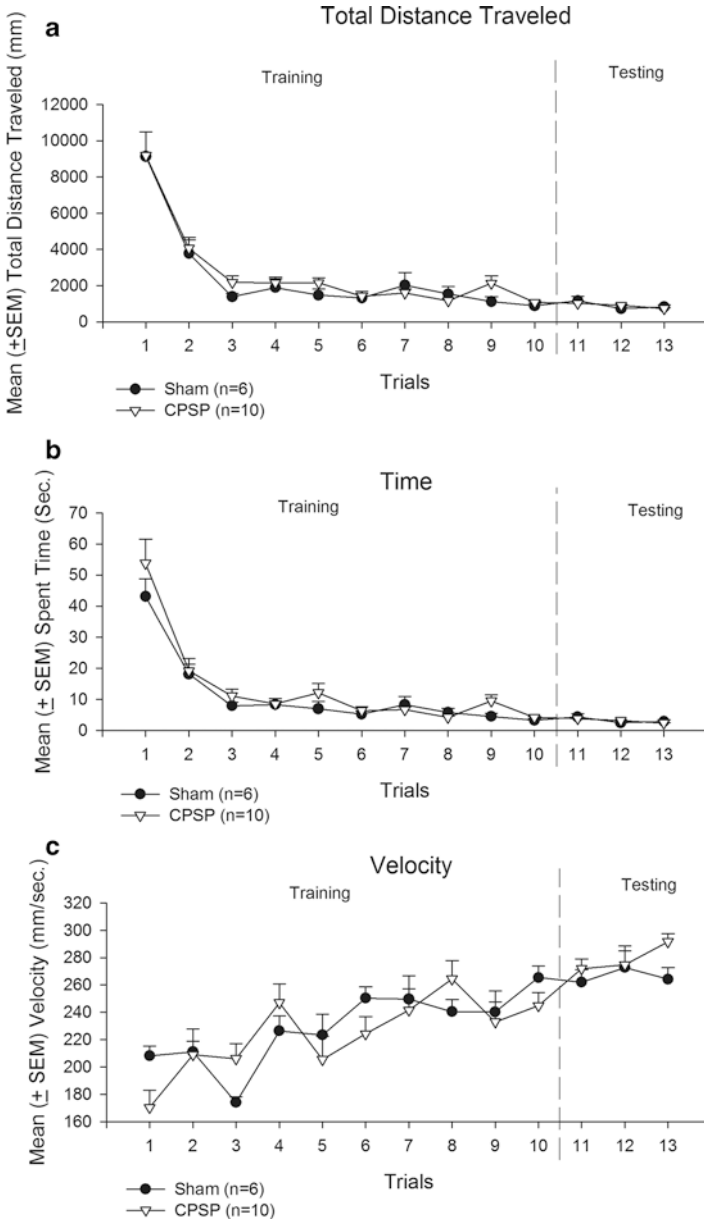 a
Total Distance Traveled
Training
Testing
Mean (±SEM) Total Distance Traveled (mm)
12000
10000
8000
6000
4000
2000
0
1 2 3 4 5 6 7 8 9 10 11 12 13
Trials
Sham (n=6)
CPSP (n=10)
b
Time
Training
Testing
Mean (± SEM) Spent Time (Sec.)
70
60
50
40
30
20
10
0
1 2 3 4 5 6 7 8 9 10 11 12 13
Trials
Sham (n=6)
CPSP (n=10)
c
Velocity
Training
Testing
Mean (± SEM) Velocity (mm/sec.)
320
300
280
260
240
220
200
180
160
1 2 3 4 5 6 7 8 9 10 11 12 13
Trials
Sham (n=6)
CPSP (n=10)